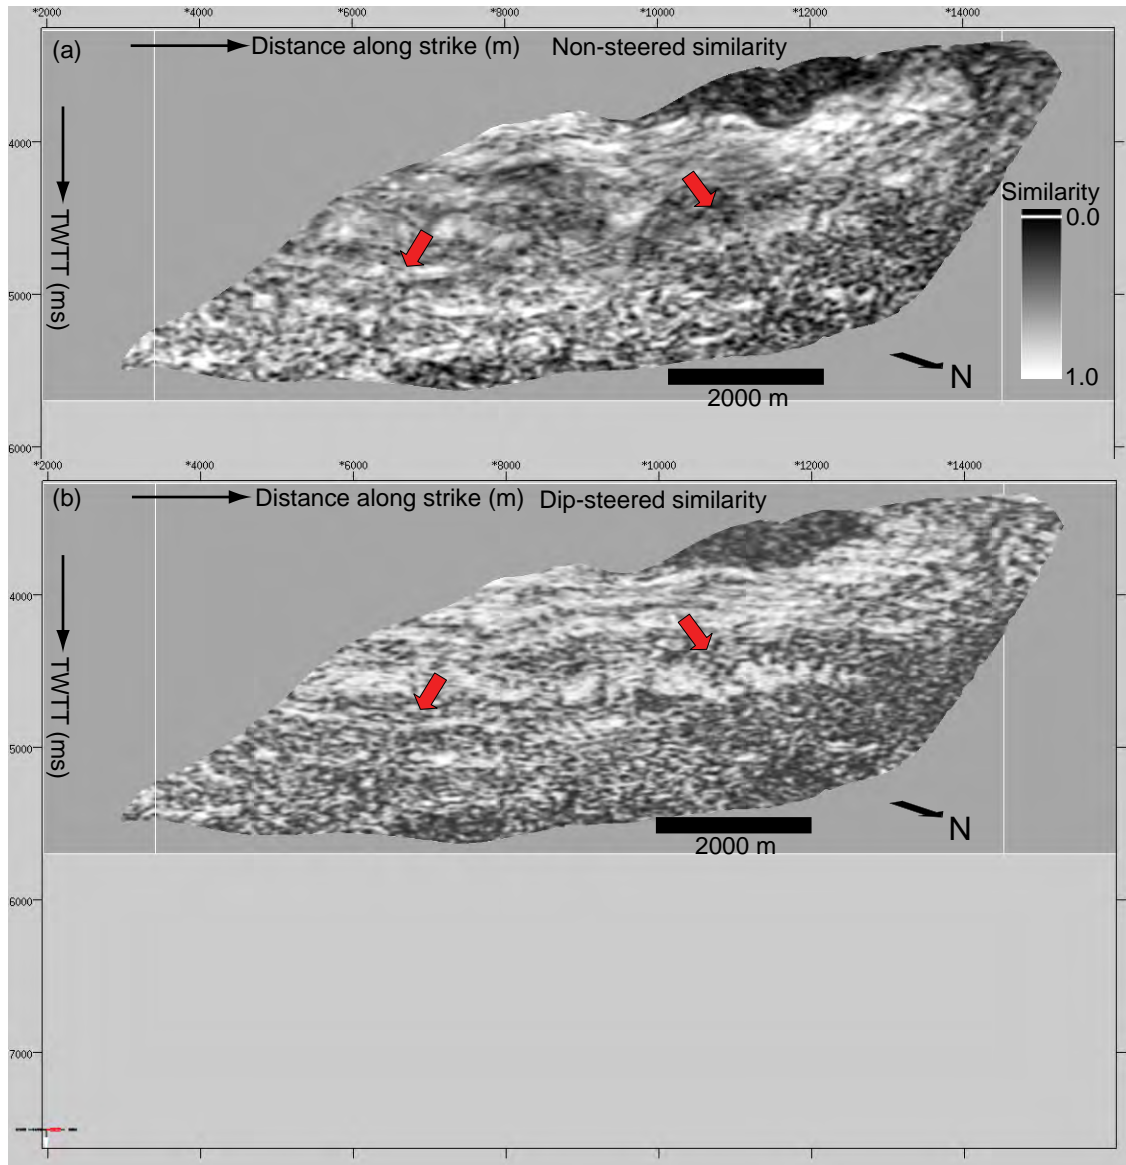 *2000 *4000 *6000 *8000 *10000 *12000 *14000
(a) Distance along strike (m) Non-steered similarity
4000
TWTT (ms)
Similarity
0.0
5000
1.0
N
2000 m
6000
*2000 *4000 *6000 *8000 *10000 *12000 *14000
(b) Distance along strike (m) Dip-steered similarity
4000
TWTT (ms)
5000
N
2000 m
6000
7000